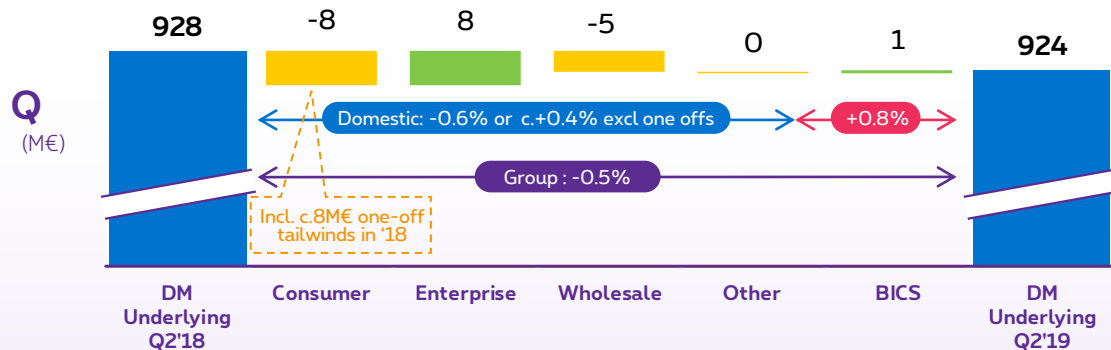 928
-8
8
-5
0
1
924
Q
(M€)
Domestic: -0.6% or c.+0.4% excl one offs
+0.8%
Group : -0.5%
Incl. c.8M€ one-off
tailwinds in ‘18
DM
Underlying
Q2'18
Consumer
Enterprise
Wholesale
Other
BICS
DM
Underlying
Q2'19